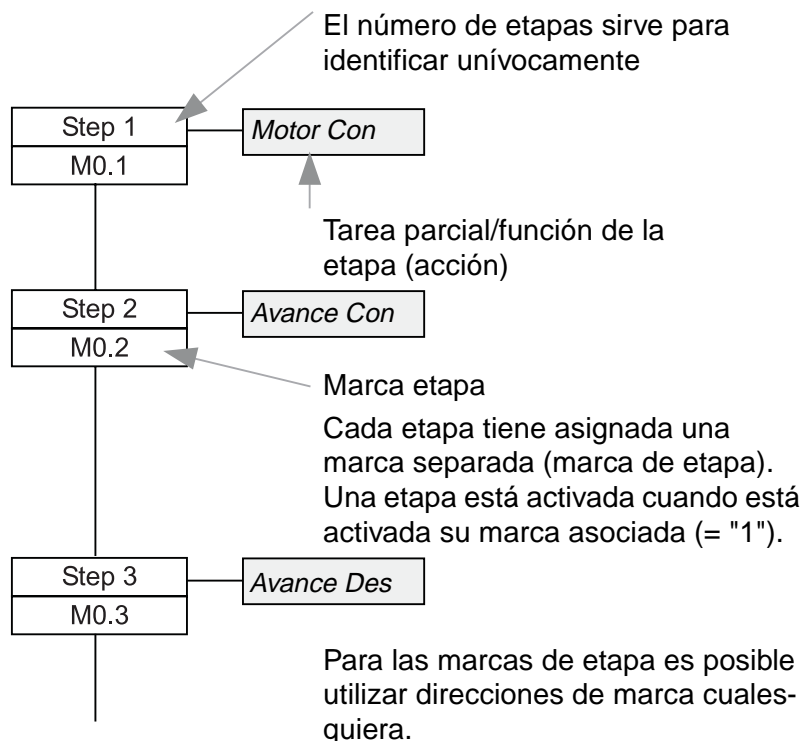 El número de etapas sirve para
identificar unívocamente
Step 1
Motor Con
M0.1
Tarea parcial/función de la
etapa (acción)
Step 2
Avance Con
M0.2
Marca etapa
Cada etapa tiene asignada una
marca separada (marca de etapa).
Una etapa está activada cuando está
activada su marca asociada (= "1").
Step 3
Avance Des
M0.3
Para las marcas de etapa es posible
utilizar direcciones de marca cuales-
quiera.